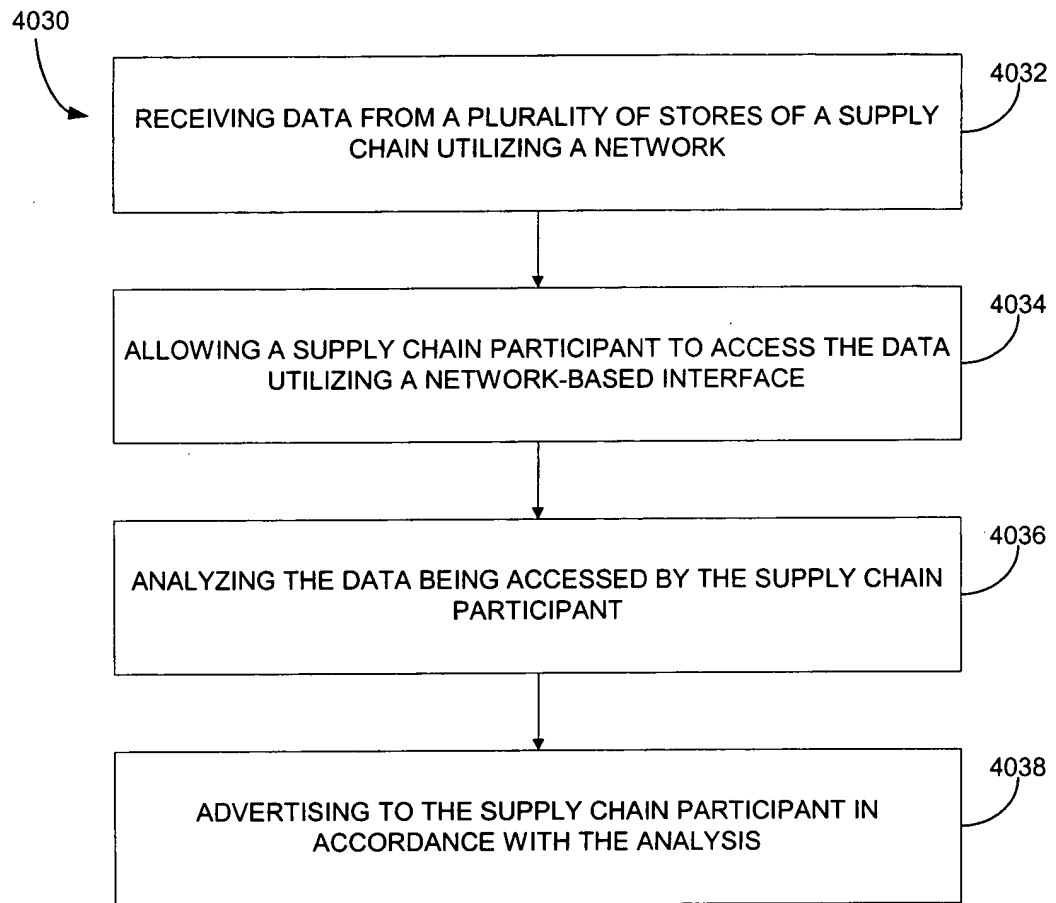 4030
4032
RECEIVING DATA FROM A PLURALITY OF STORES OF A SUPPLY
CHAIN UTILIZING A NETWORK
4034
ALLOWING A SUPPLY CHAIN PARTICIPANT TO ACCESS THE DATA
UTILIZING A NETWORK-BASED INTERFACE
4036
ANALYZING THE DATA BEING ACCESSED BY THE SUPPLY CHAIN
PARTICIPANT
4038
ADVERTISING TO THE SUPPLY CHAIN PARTICIPANT IN
ACCORDANCE WITH THE ANALYSIS